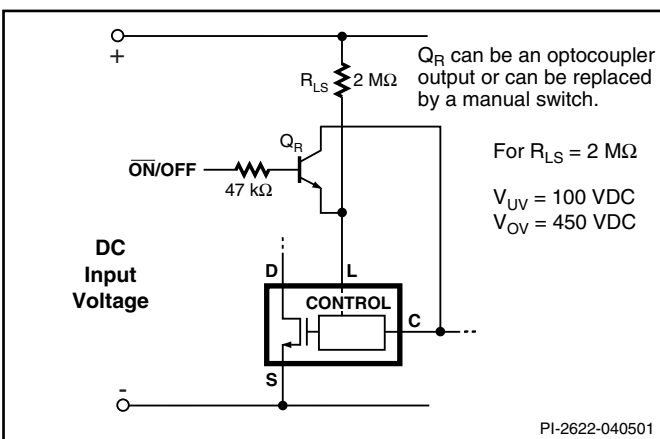 +
R_LS 2 MΩ
Q_R can be an optocoupler
output or can be replaced
by a manual switch.
Q_R
For R_LS = 2 MΩ
ON/OFF
47 kΩ
V_UV = 100 VDC
V_OV = 450 VDC
DC
Input
Voltage
D
L
CONTROL
C
S
-
PI-2622-040501